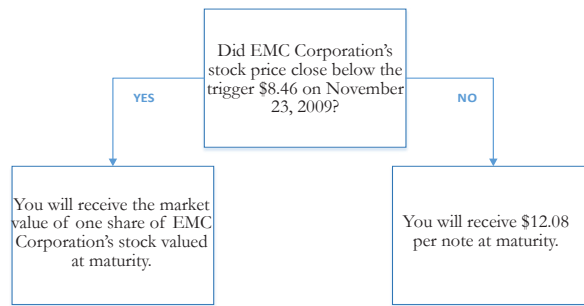 Did EMC Corporation's
stock price close below the
trigger $8.46 on November
23, 2009?
YES
NO
You will receive the market
value of one share of EMC
Corporation's stock valued
at maturity.
You will receive $12.08
per note at maturity.